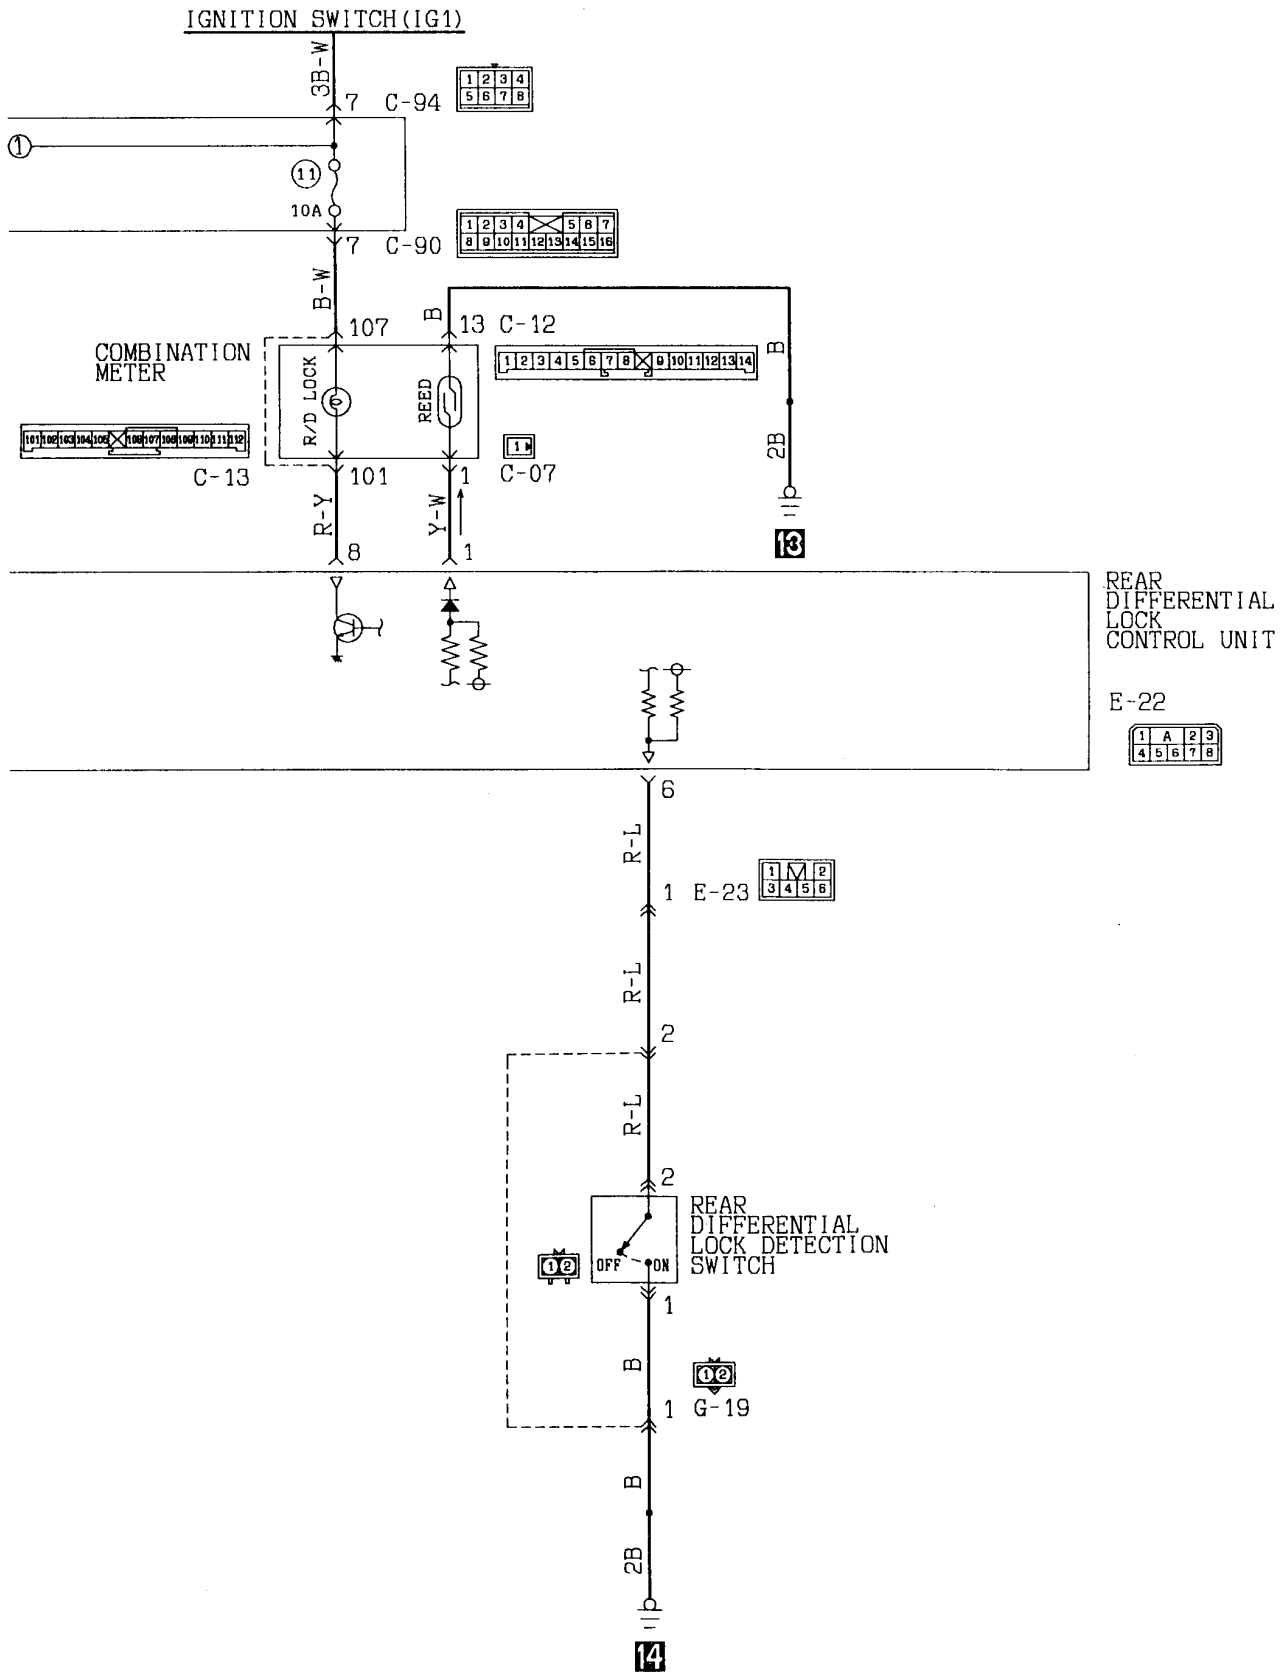 IGNITION SWITCH(IG1)
3B-W
7 C-94
1 2 3 4
5 6 7 8
1
11
10A
7 C-90
1 2 3 4 5 6 7
8 9 10 11 12 13 14 15 16
B-W
B
107
13 C-12
1 2 3 4 5 6 7 8 9 10 11 12 13 14
B
COMBINATION
METER
R/D LOCK
REED
101 102 103 104 105 106 107 108 109 110 111 112
C-13
1
C-07
2B
101
1
R-Y
Y-W
13
8
1
REAR
DIFFERENTIAL
LOCK
CONTROL UNIT
E-22
1 A 2 3
4 5 6 7 8
6
R-L
1 E-23
1 2
3 4 5 6
R-L
2
R-L
2
REAR
DIFFERENTIAL
LOCK DETECTION
SWITCH
1 2
OFF ON
1
B
1 2
1 G-19
B
2B
14